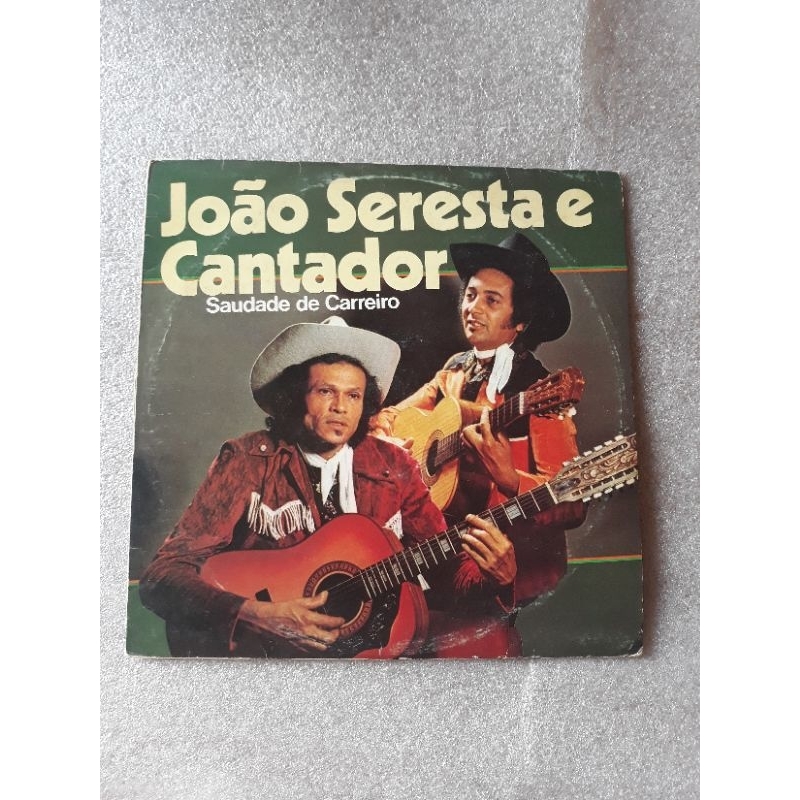 João Seresta e
Cantador
Saudade de Carreiro